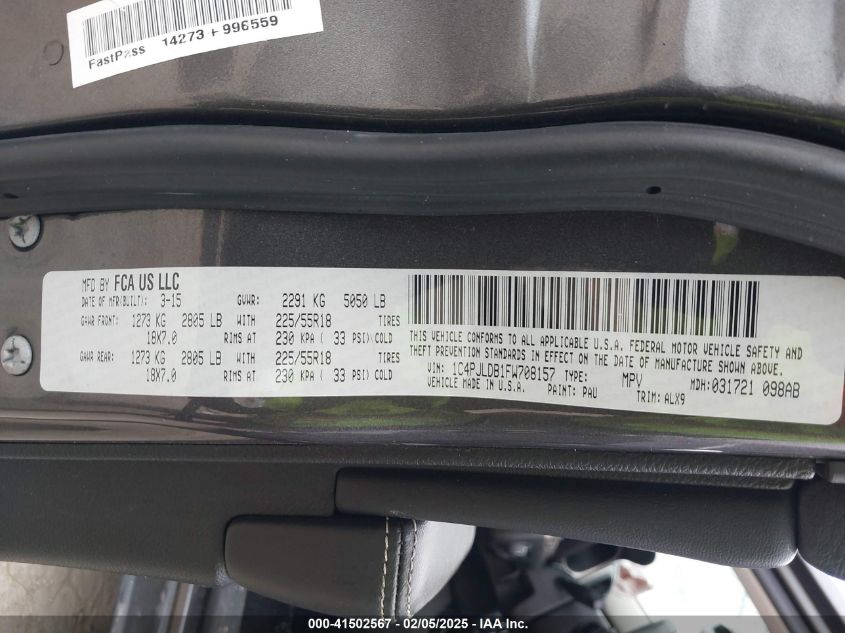 FastPass 14273 F 996559
MFD BY FCA US LLC
DATE OF MFR(BUILT): 3-15 GVWR: 2291 KG 5050 LB
GAWR FRONT: 1273 KG 2805 LB WITH 225/55R18 TIRES
18X7.0 RIMS AT 230 KPA ( 33 PSI) COLD
GAWR REAR: 1273 KG 2805 LB WITH 225/55R18 TIRES
18X7.0 RIMS AT 230 KPA ( 33 PSI) COLD
THIS VEHICLE CONFORMS TO ALL APPLICABLE U.S.A. FEDERAL MOTOR VEHICLE SAFETY AND
THEFT PREVENTION STANDARDS IN EFFECT ON THE DATE OF MANUFACTURE SHOWN ABOVE.
VIN: 1C4PJLDB1FW708157 TYPE: MPV MDH:031721 098AB
VEHICLE MADE IN U.S.A. PAINT: PAU TRIM: ALX9
000-41502567 - 02/05/2025 - IAAI.COM